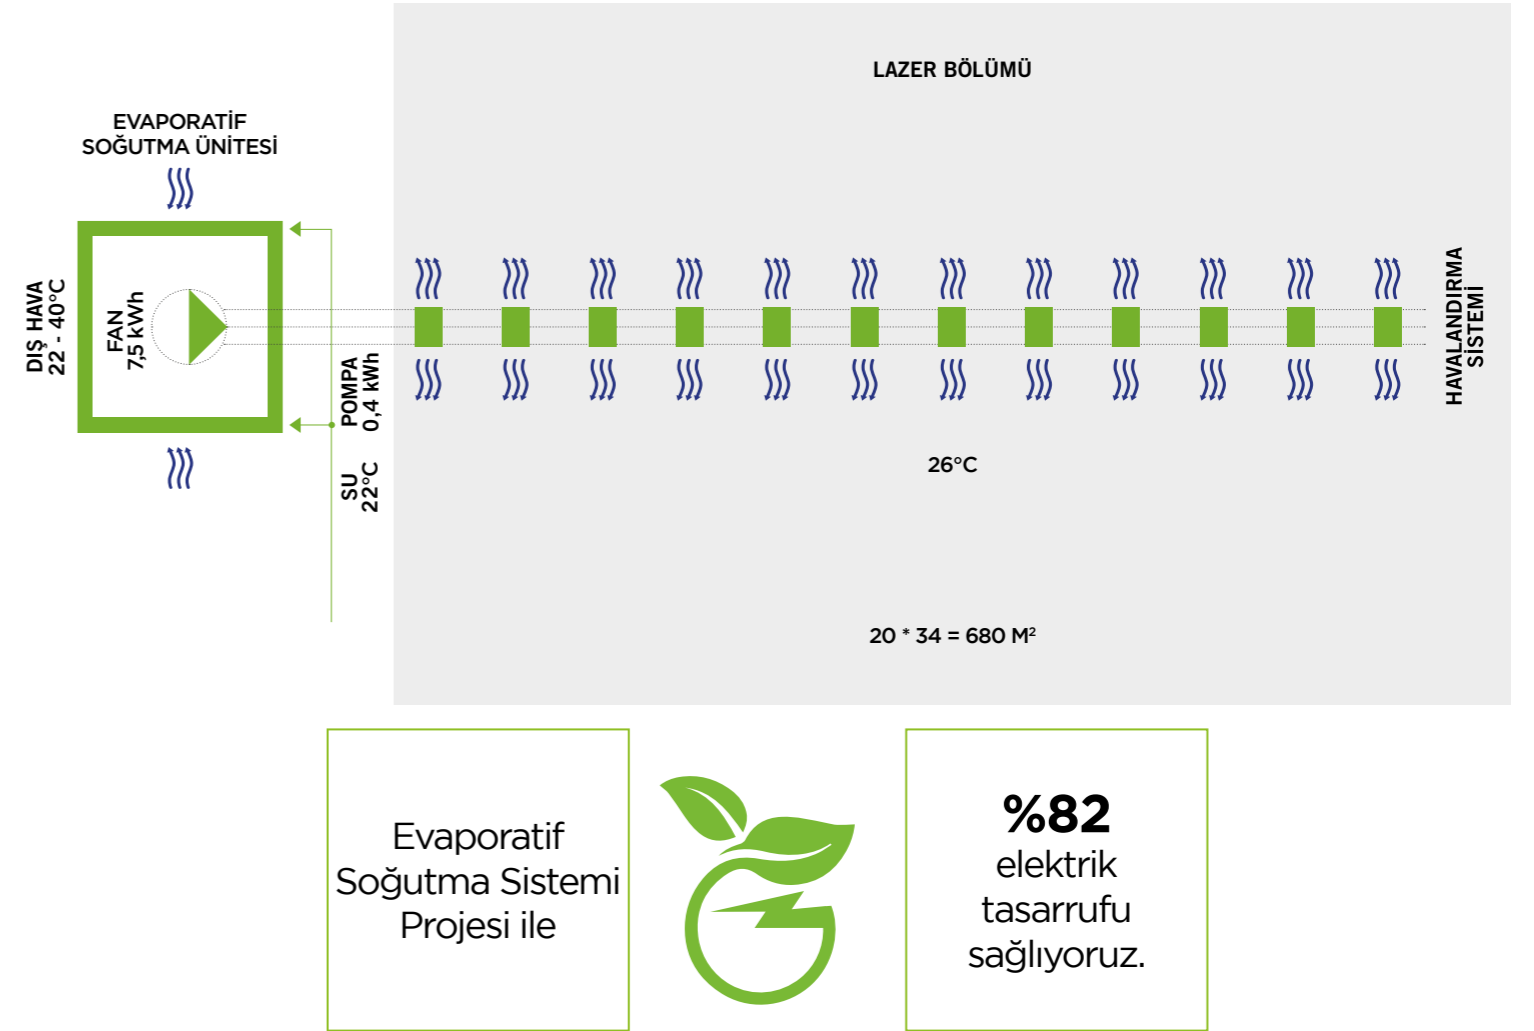 LAZER BÖLÜMÜ
EVAPORATİF
SOĞUTMA ÜNİTESİ
DIŞ HAVA
22 - 40°C
FAN
7,5 kWh
POMPA
0,4 kWh
SU
22°C
HAVALANDIRMA
SİSTEMİ
26°C
20 * 34 = 680 M²
Evaporatif
Soğutma Sistemi
Projesi ile
%82
elektrik
tasarrufu
sağlıyoruz.